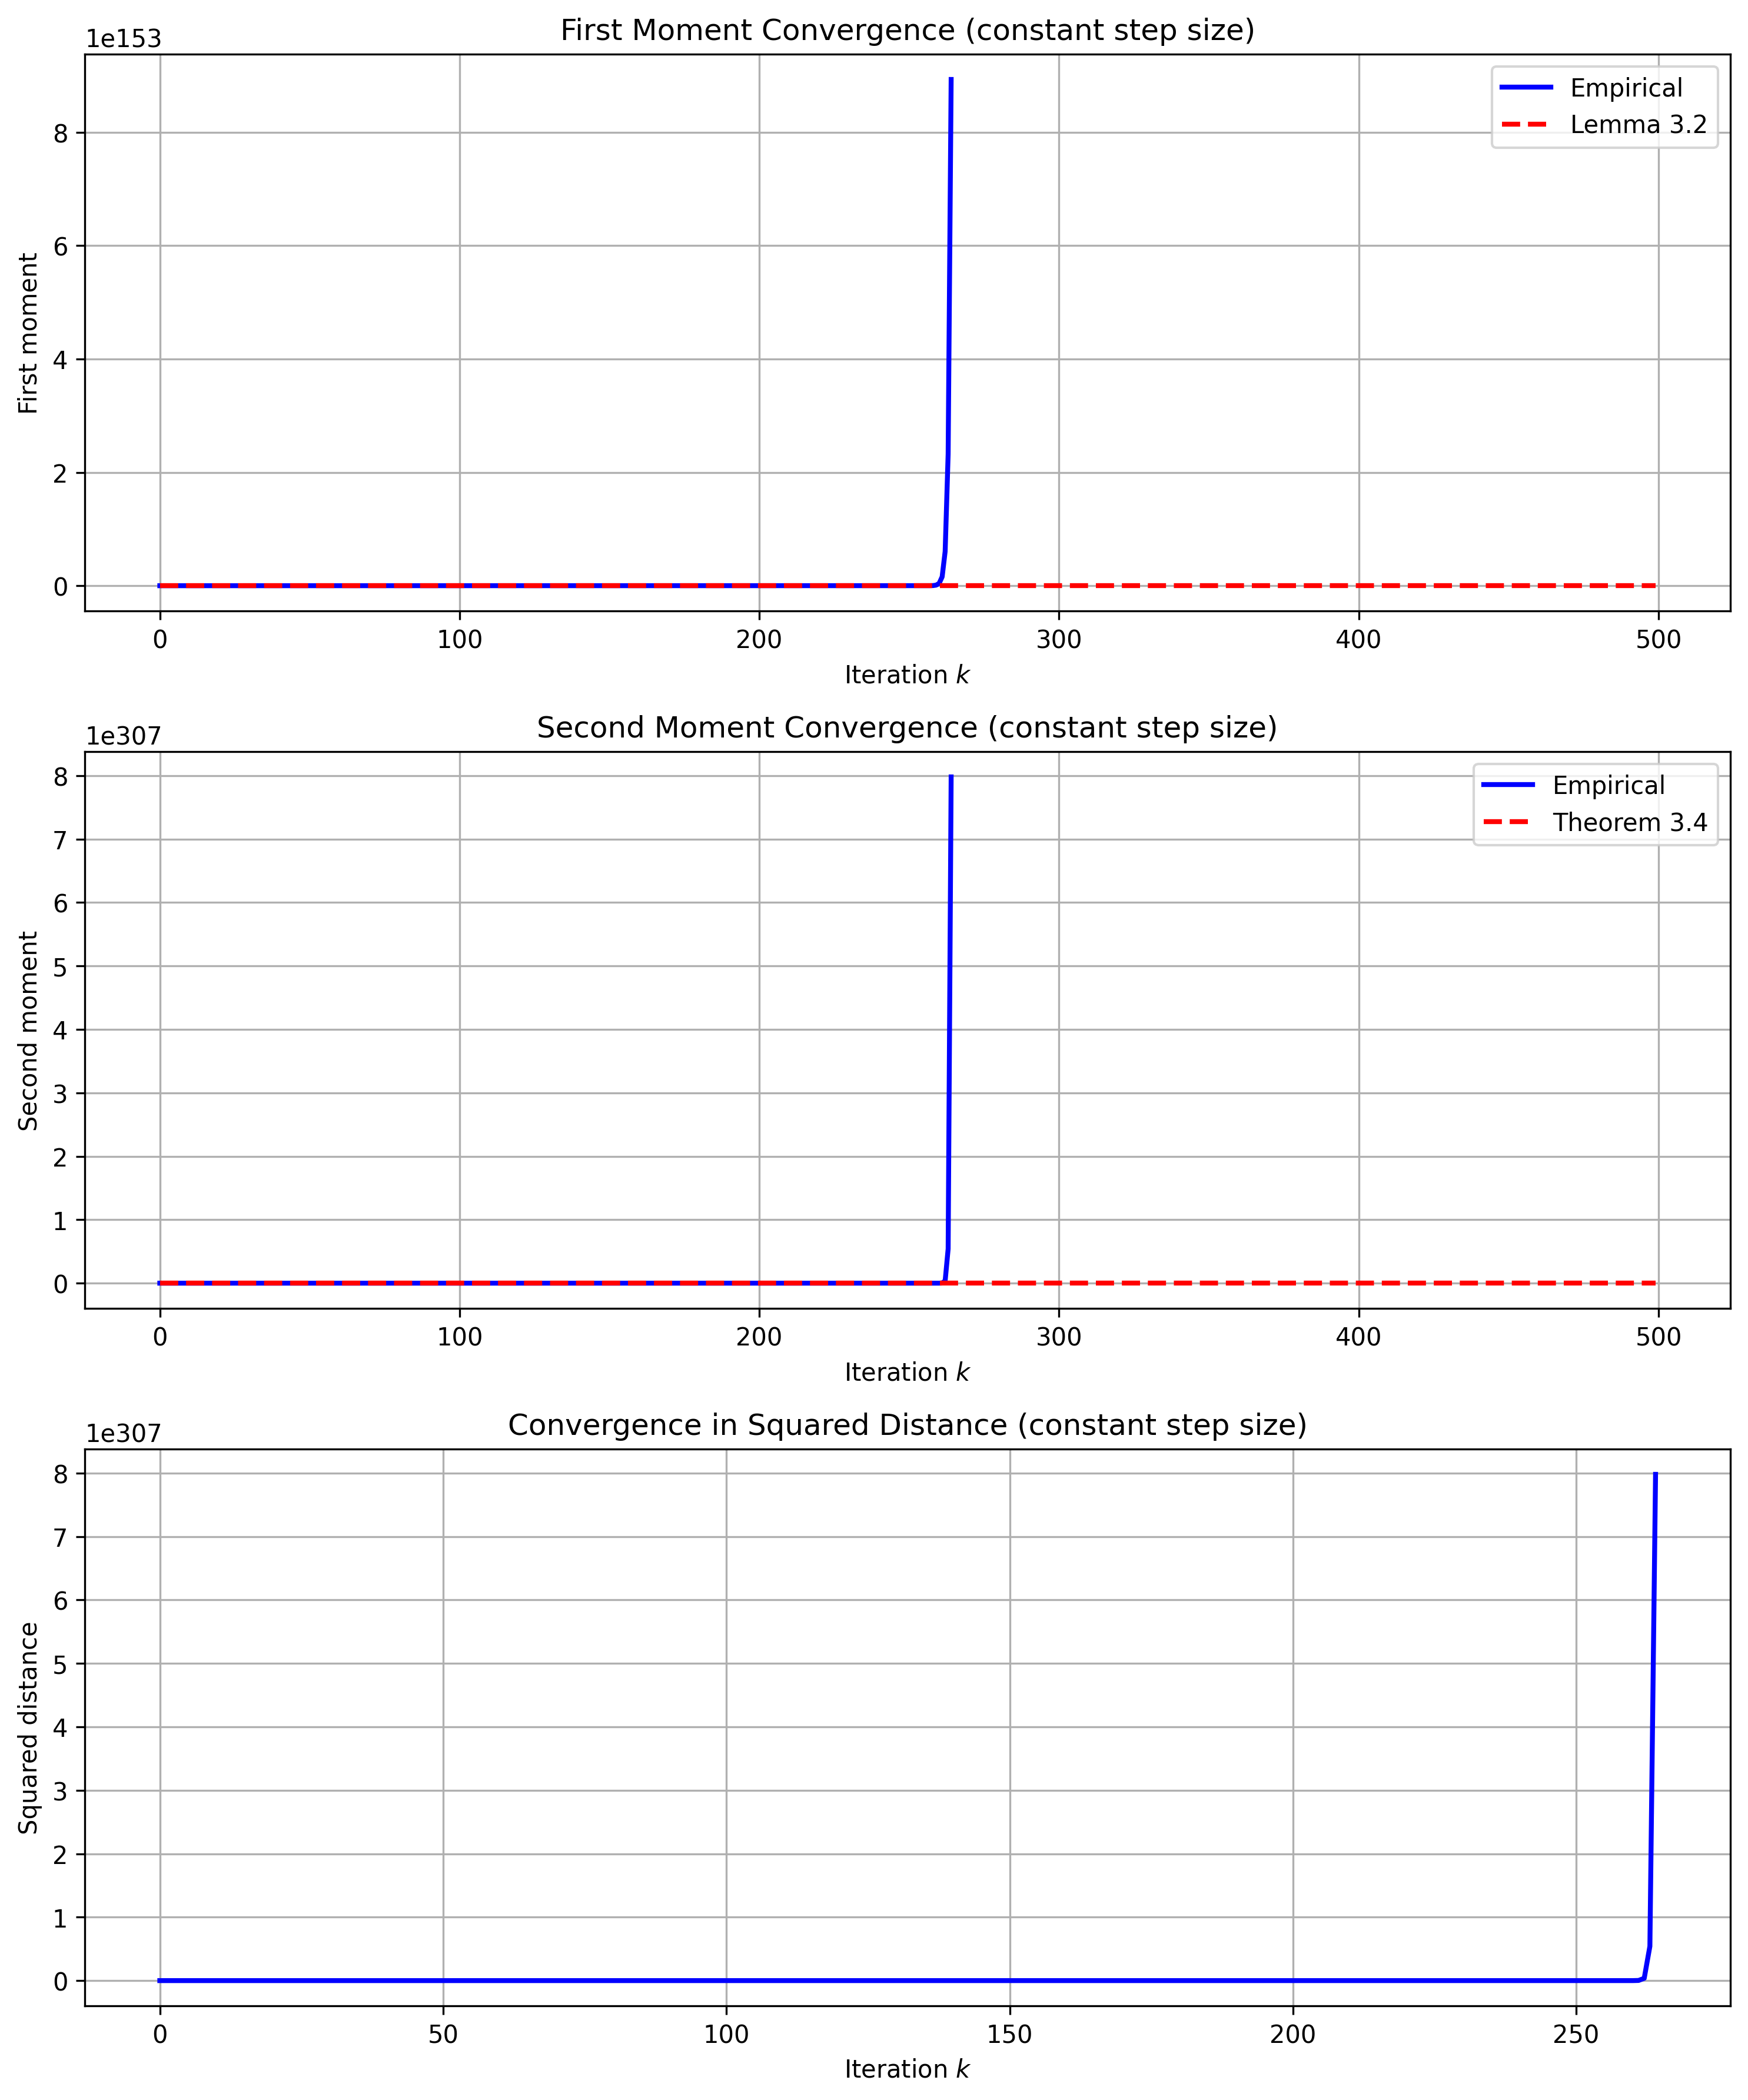 First Moment Convergence (constant step size)
1e153
Empirical
Lemma 3.2
8
6
4
2
0
First moment
0 100 200 300 400 500
Iteration k
Second Moment Convergence (constant step size)
1e307
Empirical
Theorem 3.4
8
7
6
5
4
3
2
1
0
Second moment
0 100 200 300 400 500
Iteration k
Convergence in Squared Distance (constant step size)
1e307
8
7
6
5
4
3
2
1
0
Squared distance
0 50 100 150 200 250
Iteration k